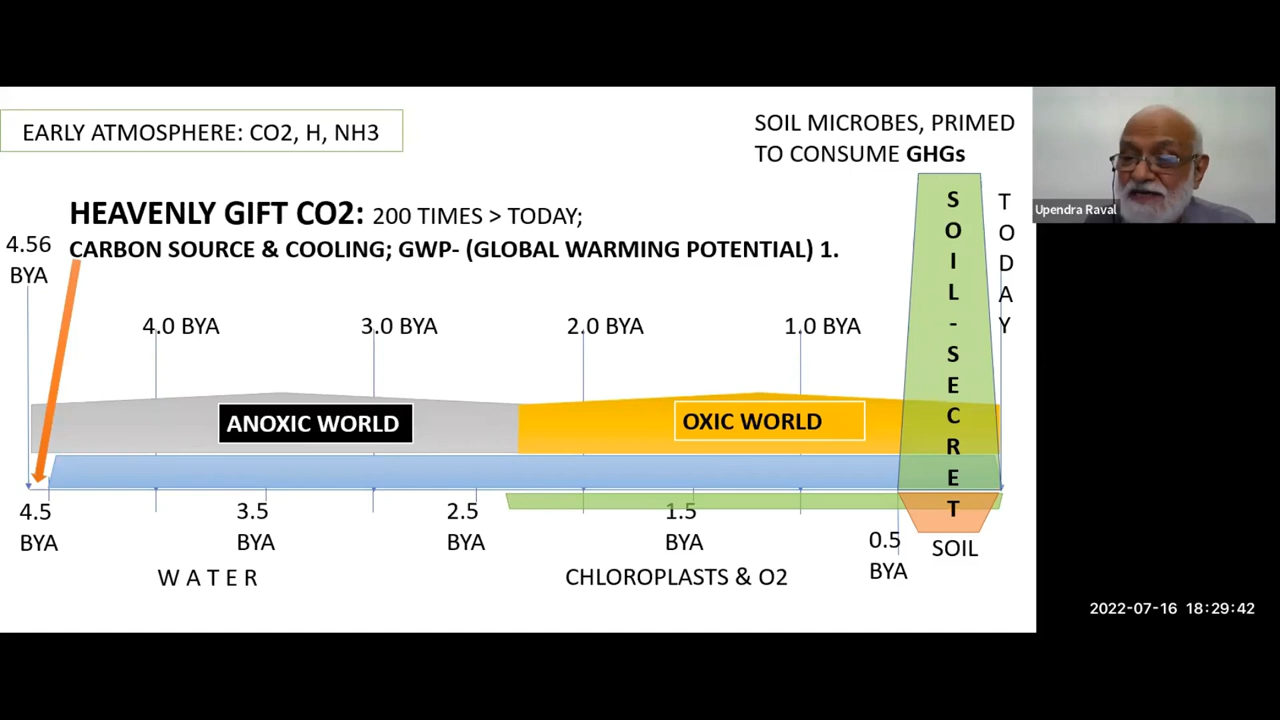 EARLY ATMOSPHERE: CO2, H, NH3
SOIL MICROBES, PRIMED
TO CONSUME GHGs
HEAVENLY GIFT CO2: 200 TIMES > TODAY;
CARBON SOURCE & COOLING; GWP- (GLOBAL WARMING POTENTIAL) 1.
4.56
BYA
4.0 BYA
3.0 BYA
2.0 BYA
1.0 BYA
SOIL-SECRET
TODAY
Upendra Raval
ANOXIC WORLD
OXIC WORLD
4.5
BYA
3.5
BYA
2.5
BYA
1.5
BYA
0.5
BYA
SOIL
W A T E R
CHLOROPLASTS & O2
2022-07-16 18:29:42